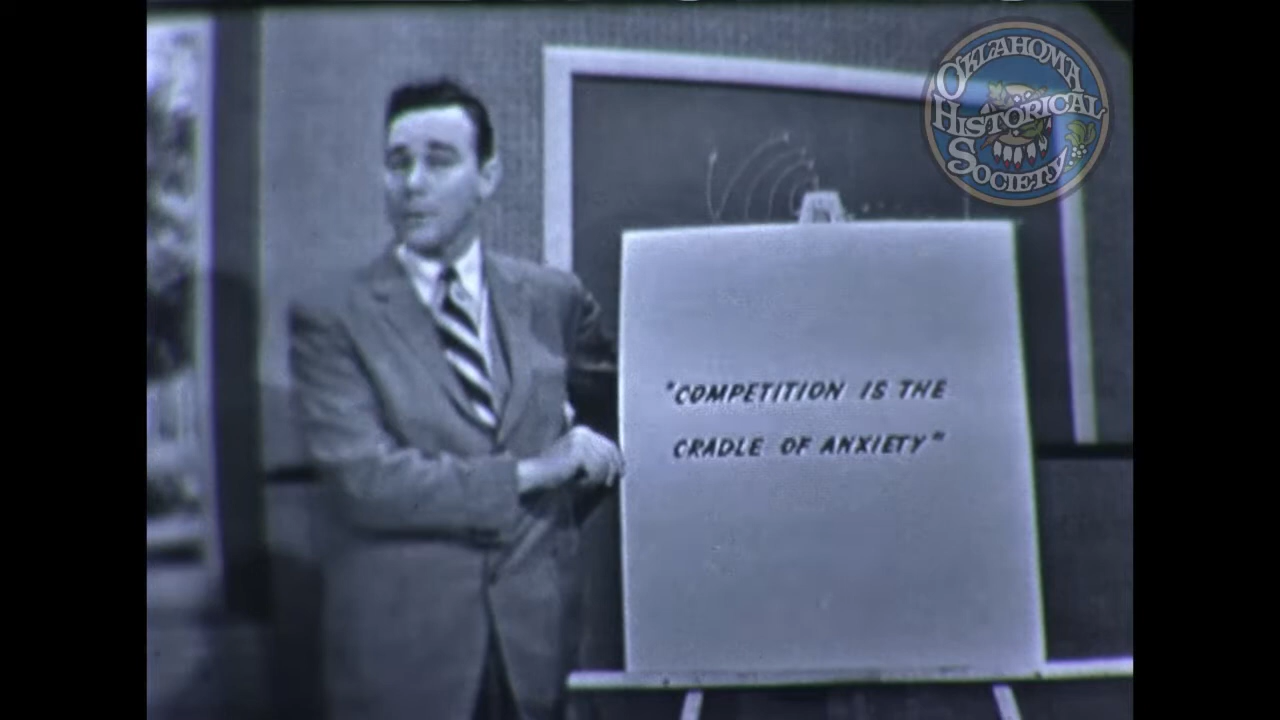 OKLAHOMA
HISTORICAL
SOCIETY
"COMPETITION IS THE
CRADLE OF ANXIETY"